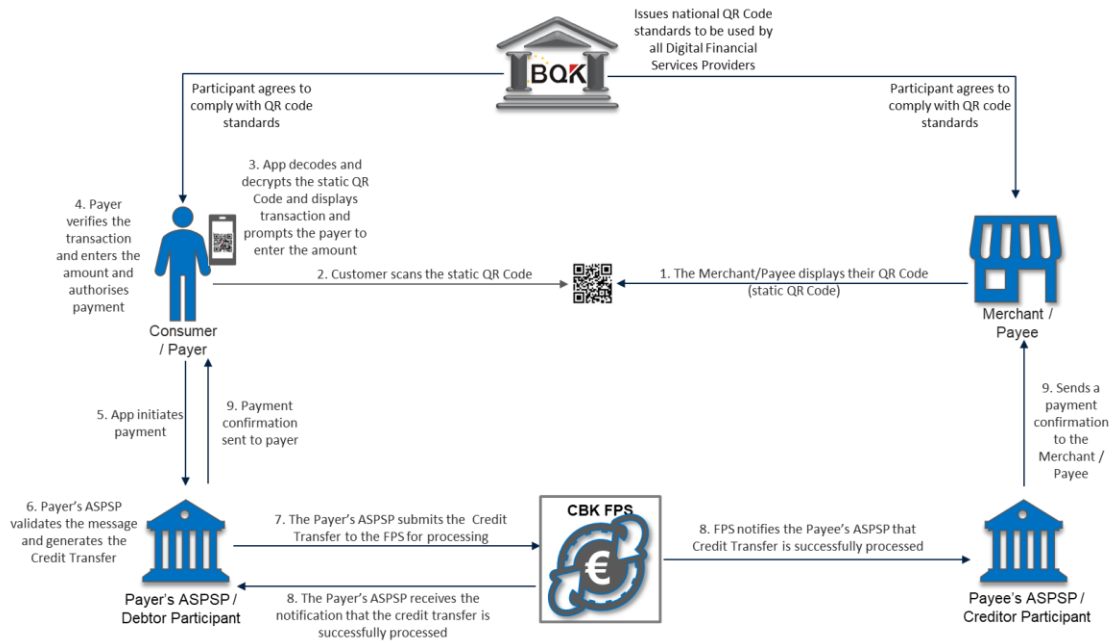 Issues national QR Code
standards to be used by
all Digital Financial
Services Providers
BQK
Participant agrees to
comply with QR code
standards
Participant agrees to
comply with QR code
standards
3. App decodes and
decrypts the static QR
Code and displays
transaction and
prompts the payer to
enter the amount
4. Payer
verifies the
transaction
and enters the
amount and
authorises
payment
2. Customer scans the static QR Code
1. The Merchant/Payee displays their QR Code
(static QR Code)
Consumer
/ Payer
Merchant /
Payee
5. App initiates
payment
9. Payment
confirmation
sent to payer
9. Sends a
payment
confirmation
to the
Merchant /
Payee
6. Payer's ASPSP
validates the message
and generates the
Credit Transfer
7. The Payer's ASPSP submits the Credit
Transfer to the FPS for processing
CBK FPS
€
8. FPS notifies the Payee's ASPSP that
Credit Transfer is successfully processed
8. The Payer's ASPSP receives the
notification that the credit transfer is
successfully processed
Payer's ASPSP /
Debtor Participant
Payee's ASPSP /
Creditor Participant